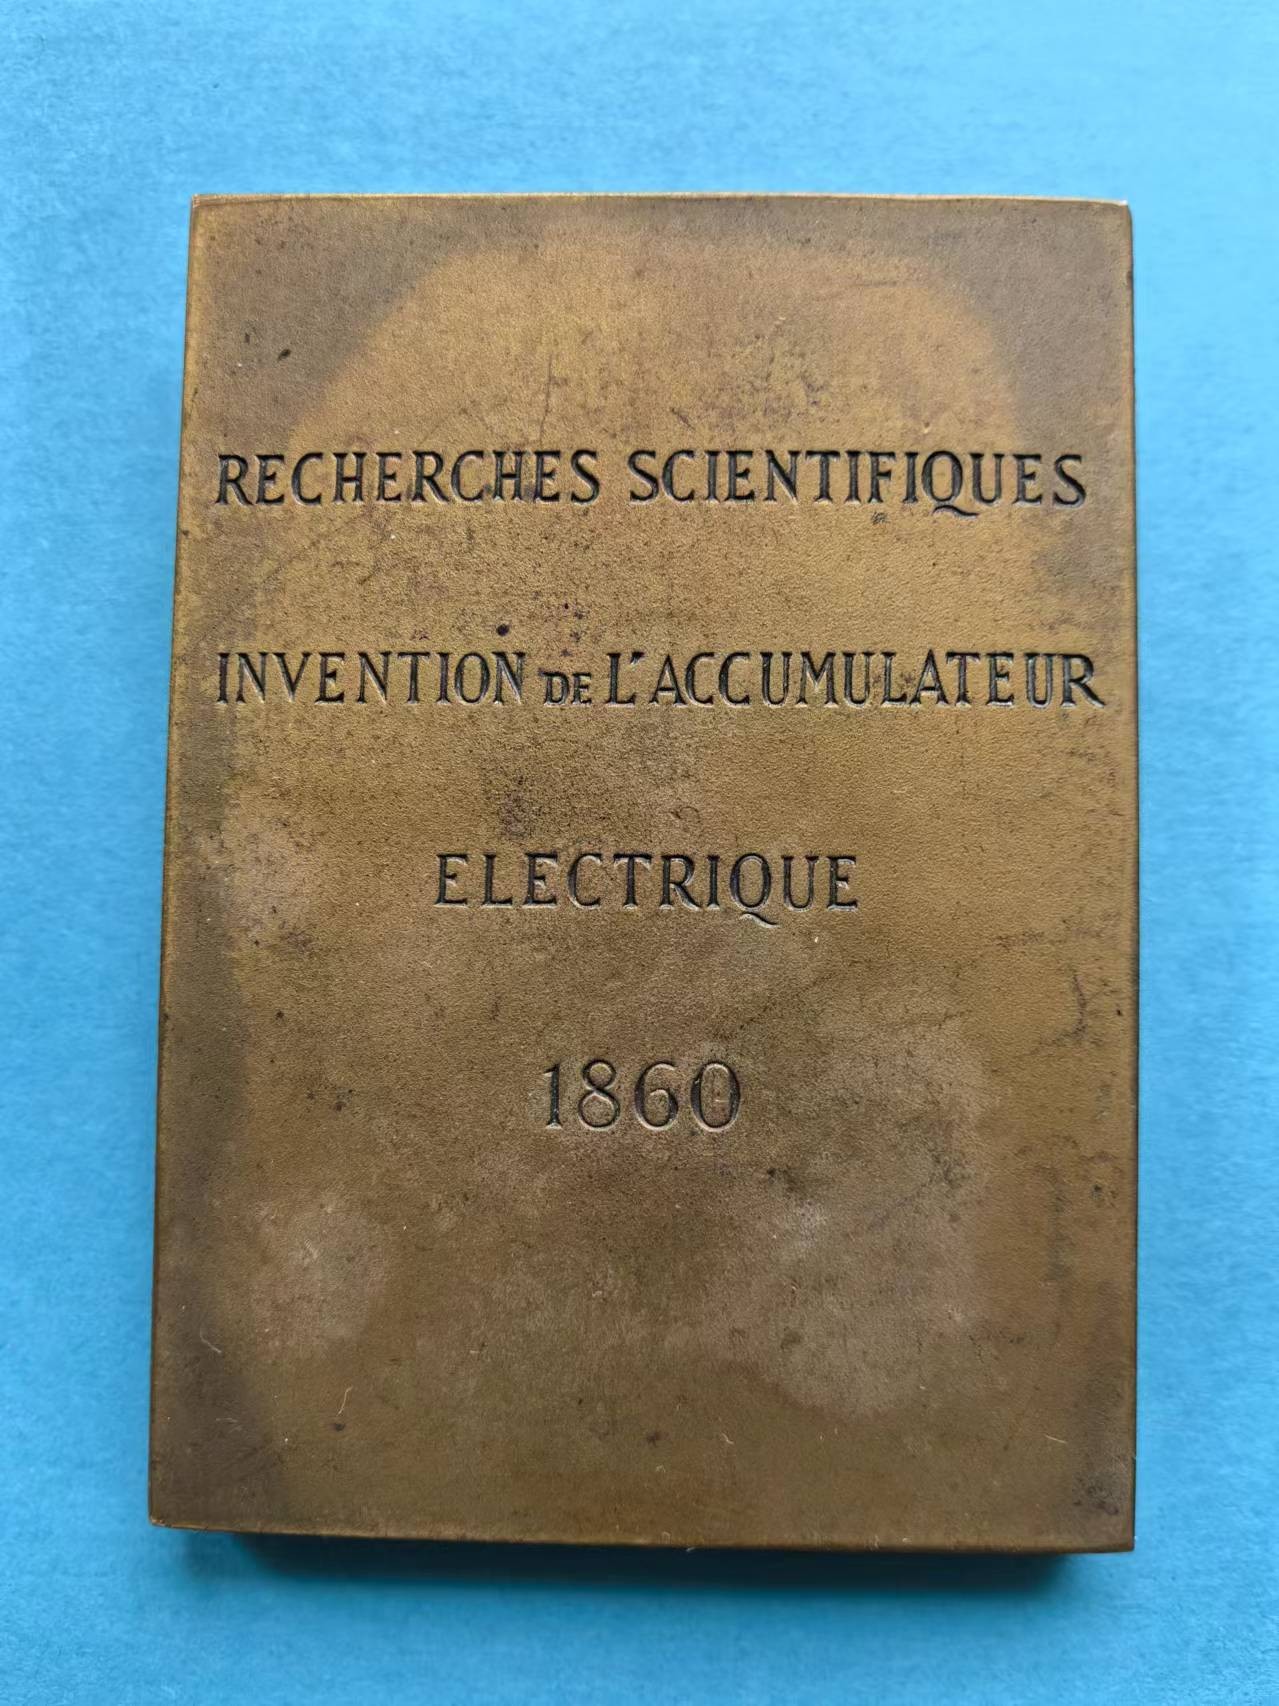 RECHERCHES SCIENTIFIQUES
INVENTION DE L'ACCUMULATEUR
ELECTRIQUE
1860